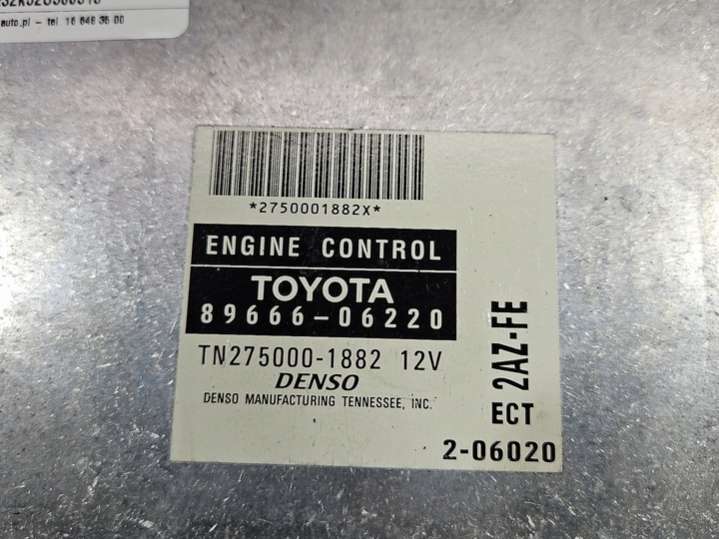 auto.pl - tel 16 648 36 00
*2750001882X*
ENGINE CONTROL
TOYOTA
89666-06220
TN275000-1882 12V
DENSO
DENSO MANUFACTURING TENNESSEE, INC.
2AZ-FE
ECT
2-06020